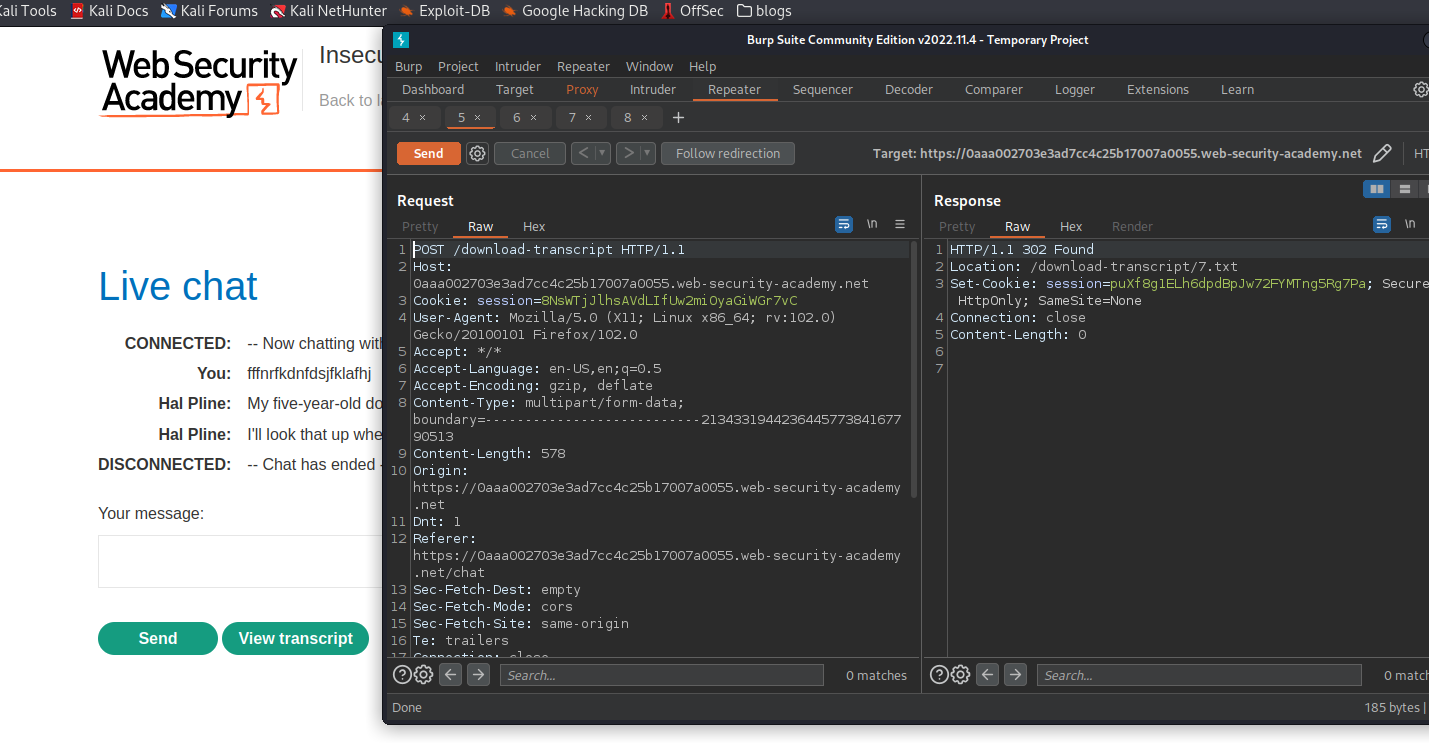 Kali Tools Kali Docs Kali Forums Kali NetHunter Exploit-DB Google Hacking DB OffSec blogs
Web Security
Academy
Insecu
Back to la
Live chat
CONNECTED: -- Now chatting with
You: fffnrfkdnfdsjfklafhj
Hal Pline: My five-year-old do
Hal Pline: I'll look that up whe
DISCONNECTED: -- Chat has ended -
Your message:
Send View transcript
Burp Suite Community Edition v2022.11.4 - Temporary Project
Burp Project Intruder Repeater Window Help
Dashboard Target Proxy Intruder Repeater Sequencer Decoder Comparer Logger Extensions Learn
4 × 5 × 6 × 7 × 8 × +
Send Cancel < > Follow redirection Target: https://0aaa002703e3ad7cc4c25b17007a0055.web-security-academy.net HT
Request
Pretty Raw Hex \n
1 POST /download-transcript HTTP/1.1
2 Host:
0aaa002703e3ad7cc4c25b17007a0055.web-security-academy.net
3 Cookie: session=8NsWTjJlhsAVdLIfUw2miOyaGiWGr7vC
4 User-Agent: Mozilla/5.0 (X11; Linux x86_64; rv:102.0)
Gecko/20100101 Firefox/102.0
5 Accept: */*
6 Accept-Language: en-US,en;q=0.5
7 Accept-Encoding: gzip, deflate
8 Content-Type: multipart/form-data;
boundary=---------------------------2134331944236445773841677
90513
9 Content-Length: 578
10 Origin:
https://0aaa002703e3ad7cc4c25b17007a0055.web-security-academy
.net
11 Dnt: 1
12 Referer:
https://0aaa002703e3ad7cc4c25b17007a0055.web-security-academy
.net/chat
13 Sec-Fetch-Dest: empty
14 Sec-Fetch-Mode: cors
15 Sec-Fetch-Site: same-origin
16 Te: trailers
17 Connection: close
Search... 0 matches
Response
Pretty Raw Hex Render \n
1 HTTP/1.1 302 Found
2 Location: /download-transcript/7.txt
3 Set-Cookie: session=puXf8g1ELh6dpdBpJw72FYMTng5Rg7Pa; Secure
HttpOnly; SameSite=None
4 Connection: close
5 Content-Length: 0
6
7
Search... 0 match
Done 185 bytes |